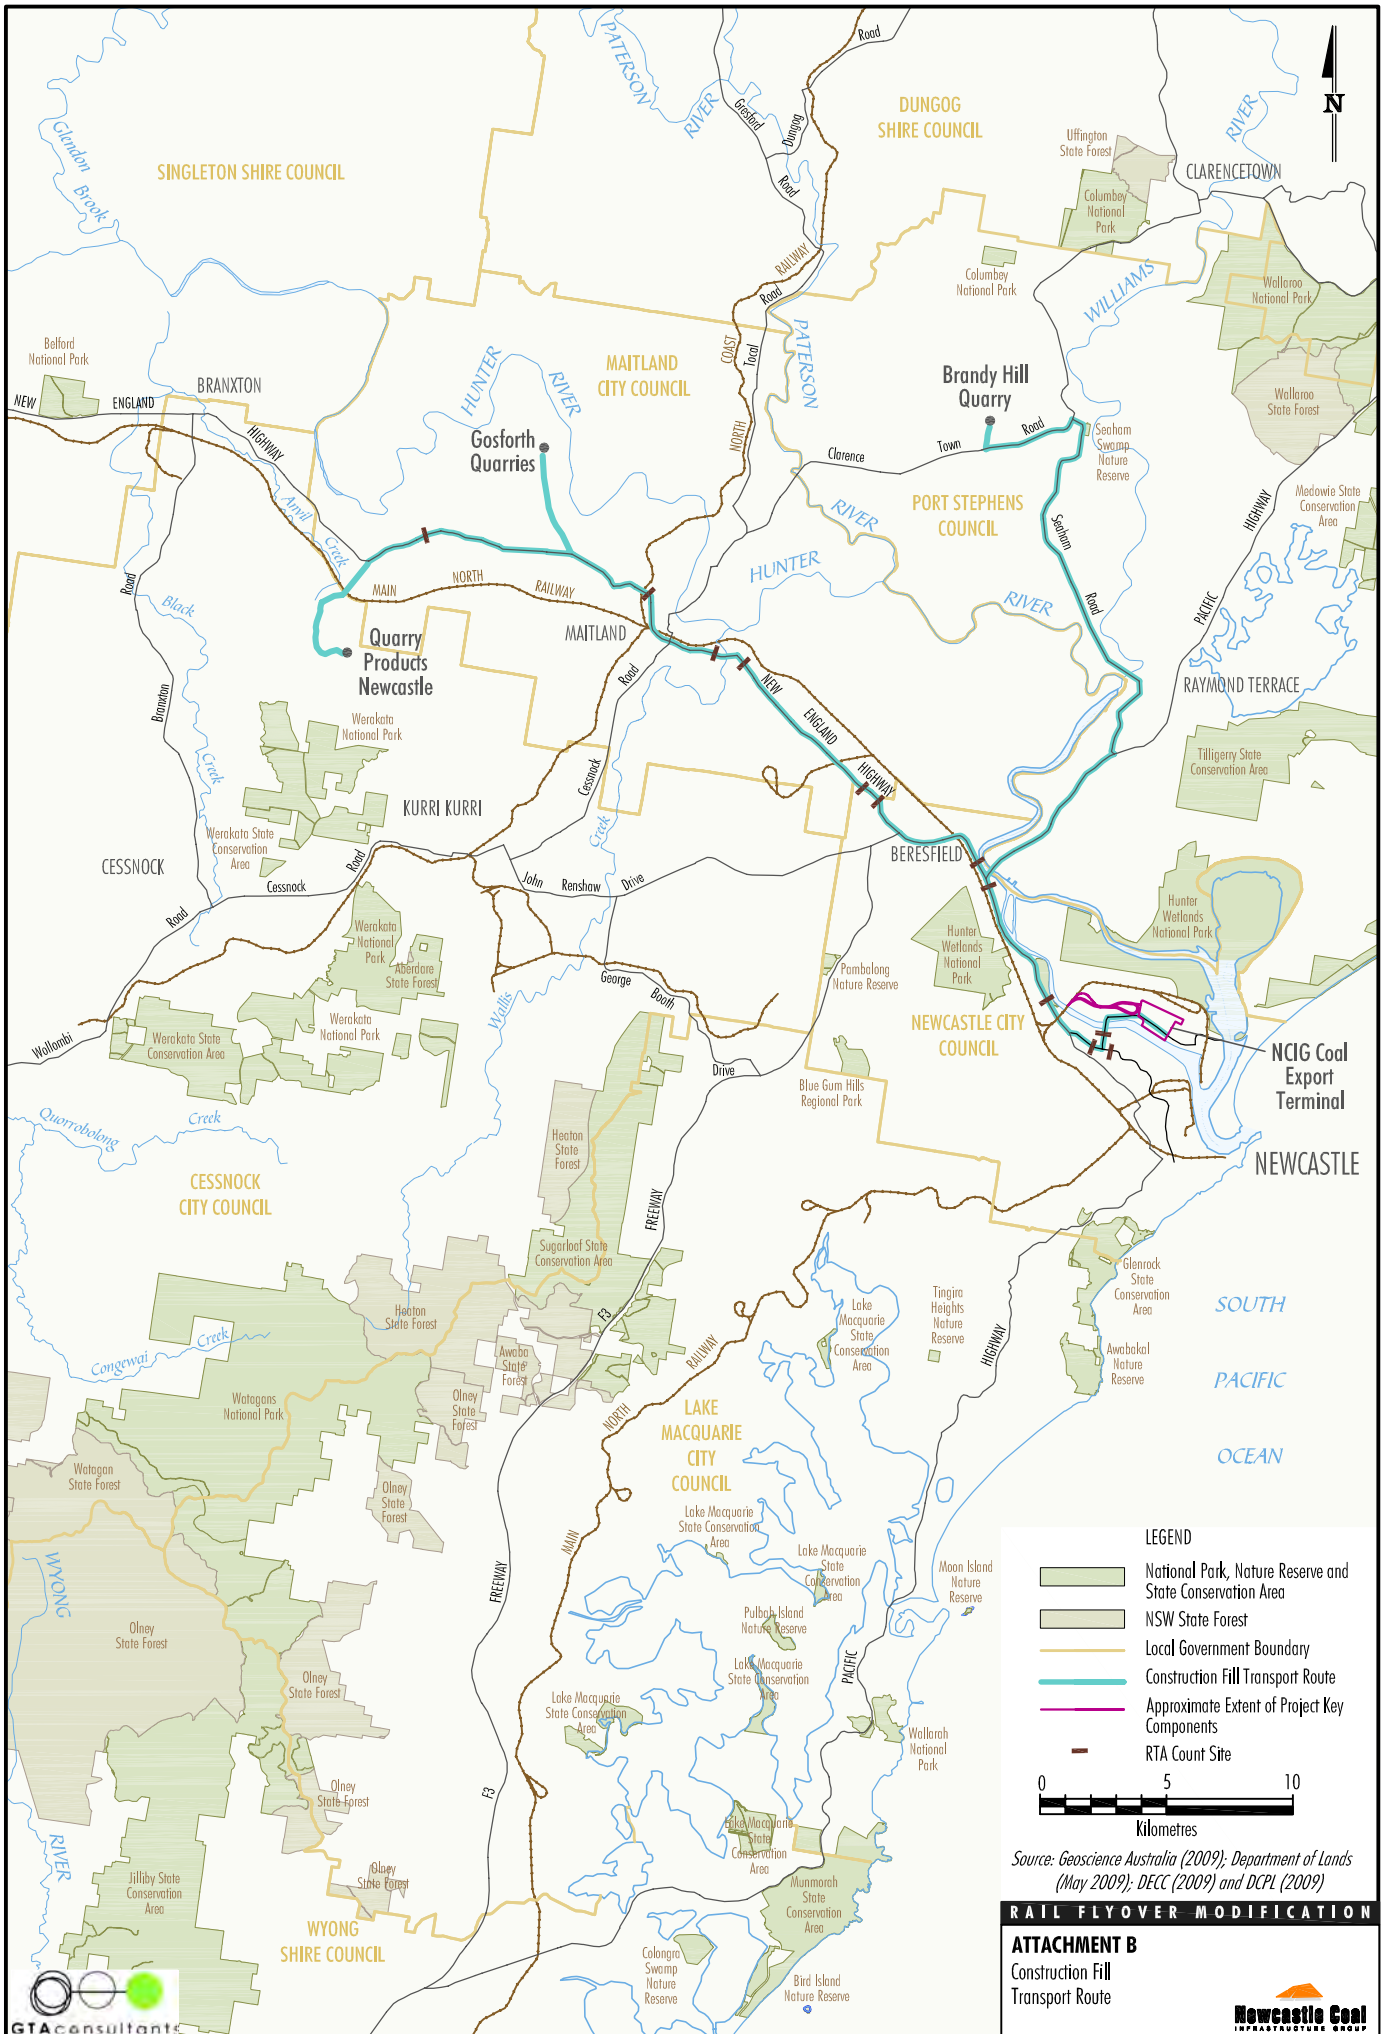 PATERSON
RIVER
Road
Gresford
Road
Dungog
Road
DUNGOG
SHIRE COUNCIL
Uffington
State Forest
RIVER
N
CLARENCETOWN
Glendon
Brook
SINGLETON SHIRE COUNCIL
Columbey
National
Park
Columbey
National Park
WILLIAMS
Wallaroo
National Park
RAILWAY
Road
Tocal
COAST
NORTH
PATERSON
Belford
National Park
BRANXTON
NEW
ENGLAND
HIGHWAY
MAITLAND
CITY COUNCIL
HUNTER
RIVER
Brandy Hill
Quarry
Wallaroo
State Forest
Gosforth
Quarries
Clarence
Town
Road
Seaham
Swamp
Nature
Reserve
PORT STEPHENS
COUNCIL
Medowie State
Conservation
Area
HIGHWAY
PACIFIC
Anvil
Creek
RIVER
HUNTER
RIVER
Seaham
Road
MAIN
NORTH
RAILWAY
Road
Black
Creek
Branxton
MAITLAND
Quarry
Products
Newcastle
Road
Cessnock
NEW
ENGLAND
HIGHWAY
RAYMOND TERRACE
Tilligerry State
Conservation Area
Werakata
National Park
KURRI KURRI
Werakata State
Conservation
Area
CESSNOCK
Cessnock
Road
Road
Wollombi
John
Renshaw
Drive
Creek
Wallis
BERESFIELD
Hunter
Wetlands
National Park
Hunter
Wetlands
National
Park
Werakata
National
Park
Aberdare
State Forest
Werakata
National Park
Werakata State
Conservation Area
George
Booth
Drive
Pambalong
Nature Reserve
NEWCASTLE CITY
COUNCIL
Blue Gum Hills
Regional Park
NCIG Coal
Export
Terminal
NEWCASTLE
Quorrobolong
Creek
CESSNOCK
CITY COUNCIL
Heaton
State
Forest
FREEWAY
Sugarloaf State
Conservation Area
F3
Heaton
State Forest
Congewai
Creek
Awaba
State
Forest
Olney
State
Forest
Watagans
National Park
Glenrock
State
Conservation
Area
Tingira
Heights
Nature
Reserve
Lake
Macquarie
State
Conservation
Area
Awabakal
Nature
Reserve
SOUTH
PACIFIC
OCEAN
HIGHWAY
RAILWAY
NORTH
MAIN
LAKE
MACQUARIE
CITY
COUNCIL
Watagan
State Forest
Olney
State
Forest
Lake Macquarie
State Conservation
Area
Lake Macquarie
State
Conservation
Area
Moon Island
Nature
Reserve
WYONG
RIVER
FREEWAY
F3
Olney
State Forest
Pulbah Island
Nature Reserve
Lake Macquarie
State Conservation
Area
PACIFIC
Olney
State Forest
Lake Macquarie
State Conservation
Area
Wallarah
National
Park
Olney
State Forest
Lake Macquarie
State
Conservation
Area
Olney
State Forest
Jilliby State
Conservation
Area
Munmorah
State
Conservation
Area
WYONG
SHIRE COUNCIL
Colongra
Swamp
Nature
Reserve
Bird Island
Nature Reserve
LEGEND
National Park, Nature Reserve and
State Conservation Area
NSW State Forest
Local Government Boundary
Construction Fill Transport Route
Approximate Extent of Project Key
Components
RTA Count Site
0 5 10
Kilometres
Source: Geoscience Australia (2009); Department of Lands
(May 2009); DECC (2009) and DCPL (2009)
RAIL FLYOVER MODIFICATION
ATTACHMENT B
Construction Fill
Transport Route
GTAconsultants
Newcastle Coal
INFRASTRUCTURE GROUP